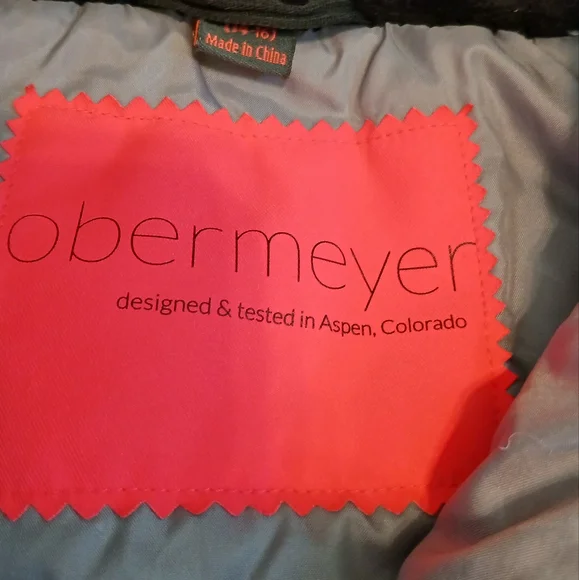 Made in China
obermeyer
designed & tested in Aspen, Colorado